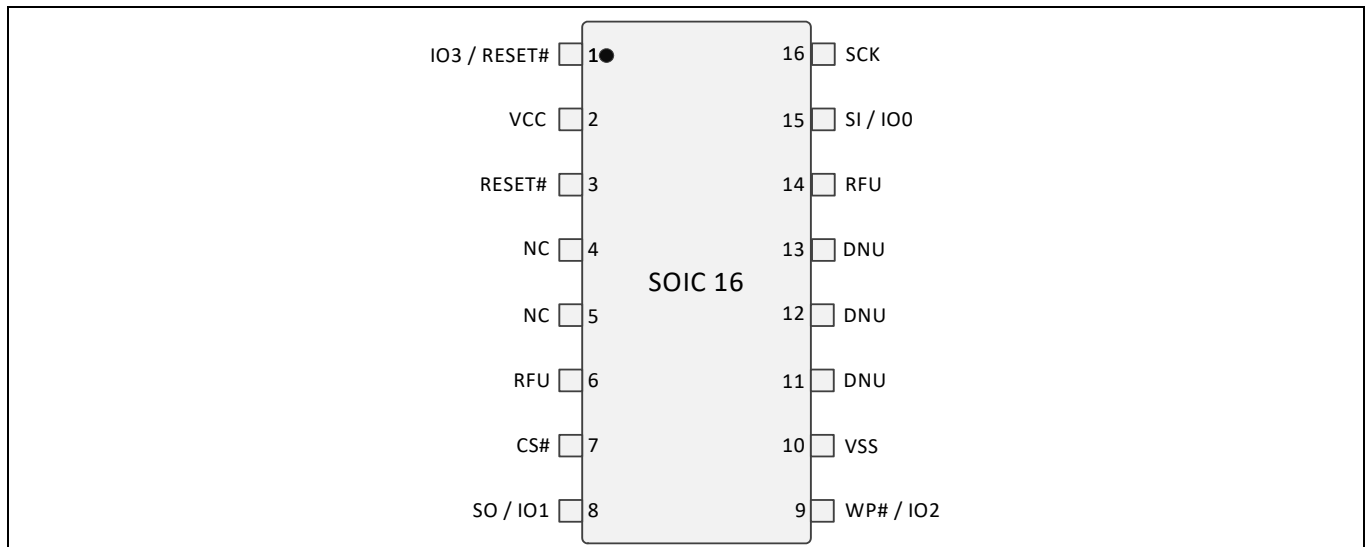 IO3 / RESET# 1 16 SCK
VCC 2 15 SI / IO0
RESET# 3 14 RFU
NC 4 13 DNU
SOIC 16
NC 5 12 DNU
RFU 6 11 DNU
CS# 7 10 VSS
SO / IO1 8 9 WP# / IO2